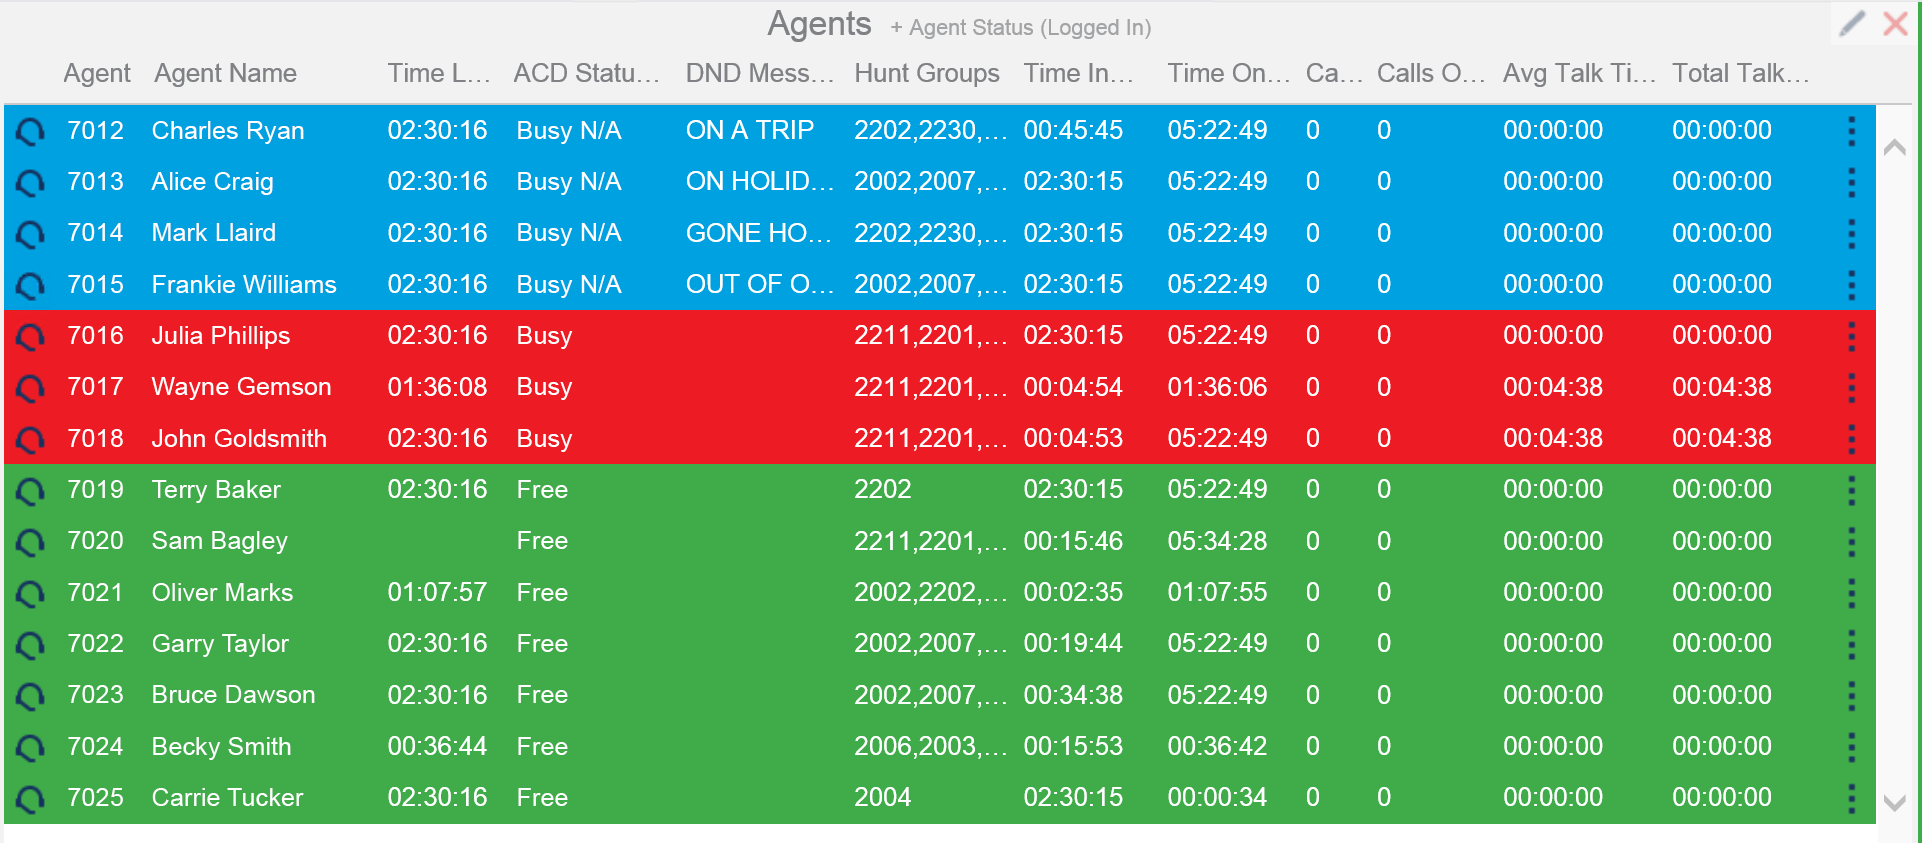 Agents + Agent Status (Logged In)
Agent Agent Name Time L... ACD Statu... DND Mess... Hunt Groups Time In... Time On... Ca... Calls O... Avg Talk Ti... Total Talk...
7012 Charles Ryan 02:30:16 Busy N/A ON A TRIP 2202,2230,... 00:45:45 05:22:49 0 0 00:00:00 00:00:00
7013 Alice Craig 02:30:16 Busy N/A ON HOLID... 2002,2007,... 02:30:15 05:22:49 0 0 00:00:00 00:00:00
7014 Mark Llaird 02:30:16 Busy N/A GONE HO... 2202,2230,... 02:30:15 05:22:49 0 0 00:00:00 00:00:00
7015 Frankie Williams 02:30:16 Busy N/A OUT OF O... 2002,2007,... 02:30:15 05:22:49 0 0 00:00:00 00:00:00
7016 Julia Phillips 02:30:16 Busy 2211,2201,... 02:30:15 05:22:49 0 0 00:00:00 00:00:00
7017 Wayne Gemson 01:36:08 Busy 2211,2201,... 00:04:54 01:36:06 0 0 00:04:38 00:04:38
7018 John Goldsmith 02:30:16 Busy 2211,2201,... 00:04:53 05:22:49 0 0 00:04:38 00:04:38
7019 Terry Baker 02:30:16 Free 2202 02:30:15 05:22:49 0 0 00:00:00 00:00:00
7020 Sam Bagley Free 2211,2201,... 00:15:46 05:34:28 0 0 00:00:00 00:00:00
7021 Oliver Marks 01:07:57 Free 2002,2202,... 00:02:35 01:07:55 0 0 00:00:00 00:00:00
7022 Garry Taylor 02:30:16 Free 2002,2007,... 00:19:44 05:22:49 0 0 00:00:00 00:00:00
7023 Bruce Dawson 02:30:16 Free 2002,2007,... 00:34:38 05:22:49 0 0 00:00:00 00:00:00
7024 Becky Smith 00:36:44 Free 2006,2003,... 00:15:53 00:36:42 0 0 00:00:00 00:00:00
7025 Carrie Tucker 02:30:16 Free 2004 02:30:15 00:00:34 0 0 00:00:00 00:00:00